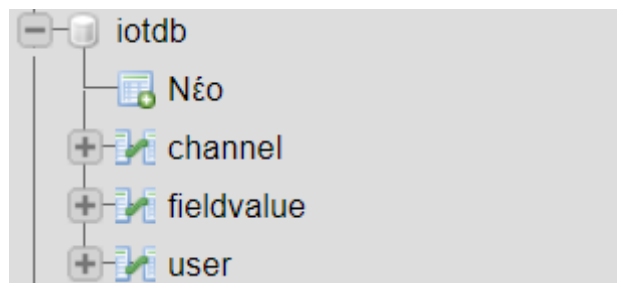 iotdb
Νέο
channel
fieldvalue
user